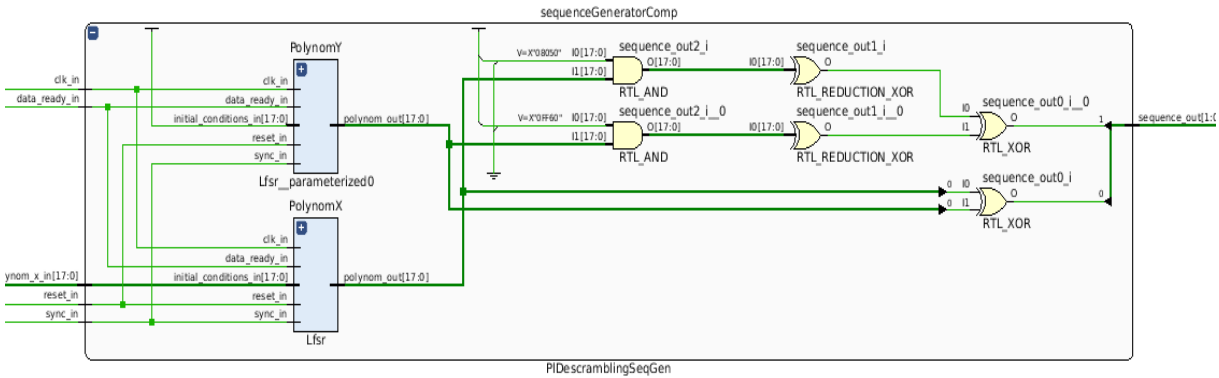 sequenceGeneratorComp
PolynomY
clk_in
data_ready_in
initial_conditions_in[17:0]
reset_in
sync_in
polynom_out[17:0]
Lfsr__parameterized0
clk_in
data_ready_in
V=X"08050" I0[17:0]
I1[17:0]
sequence_out2_i
O[17:0]
RTL_AND
I0[17:0]
sequence_out1_i
O
RTL_REDUCTION_XOR
V=X"0FF60" I0[17:0]
I1[17:0]
sequence_out2_i__0
O[17:0]
RTL_AND
I0[17:0]
sequence_out1_i__0
O
RTL_REDUCTION_XOR
sequence_out0_i__0
I0
I1
O
RTL_XOR
1
sequence_out[1:0
0
I0
0
I1
sequence_out0_i
O
0
RTL_XOR
PolynomX
clk_in
data_ready_in
initial_conditions_in[17:0]
reset_in
sync_in
polynom_out[17:0]
Lfsr
ynom_x_in[17:0]
reset_in
sync_in
PIDescramblingSeqGen